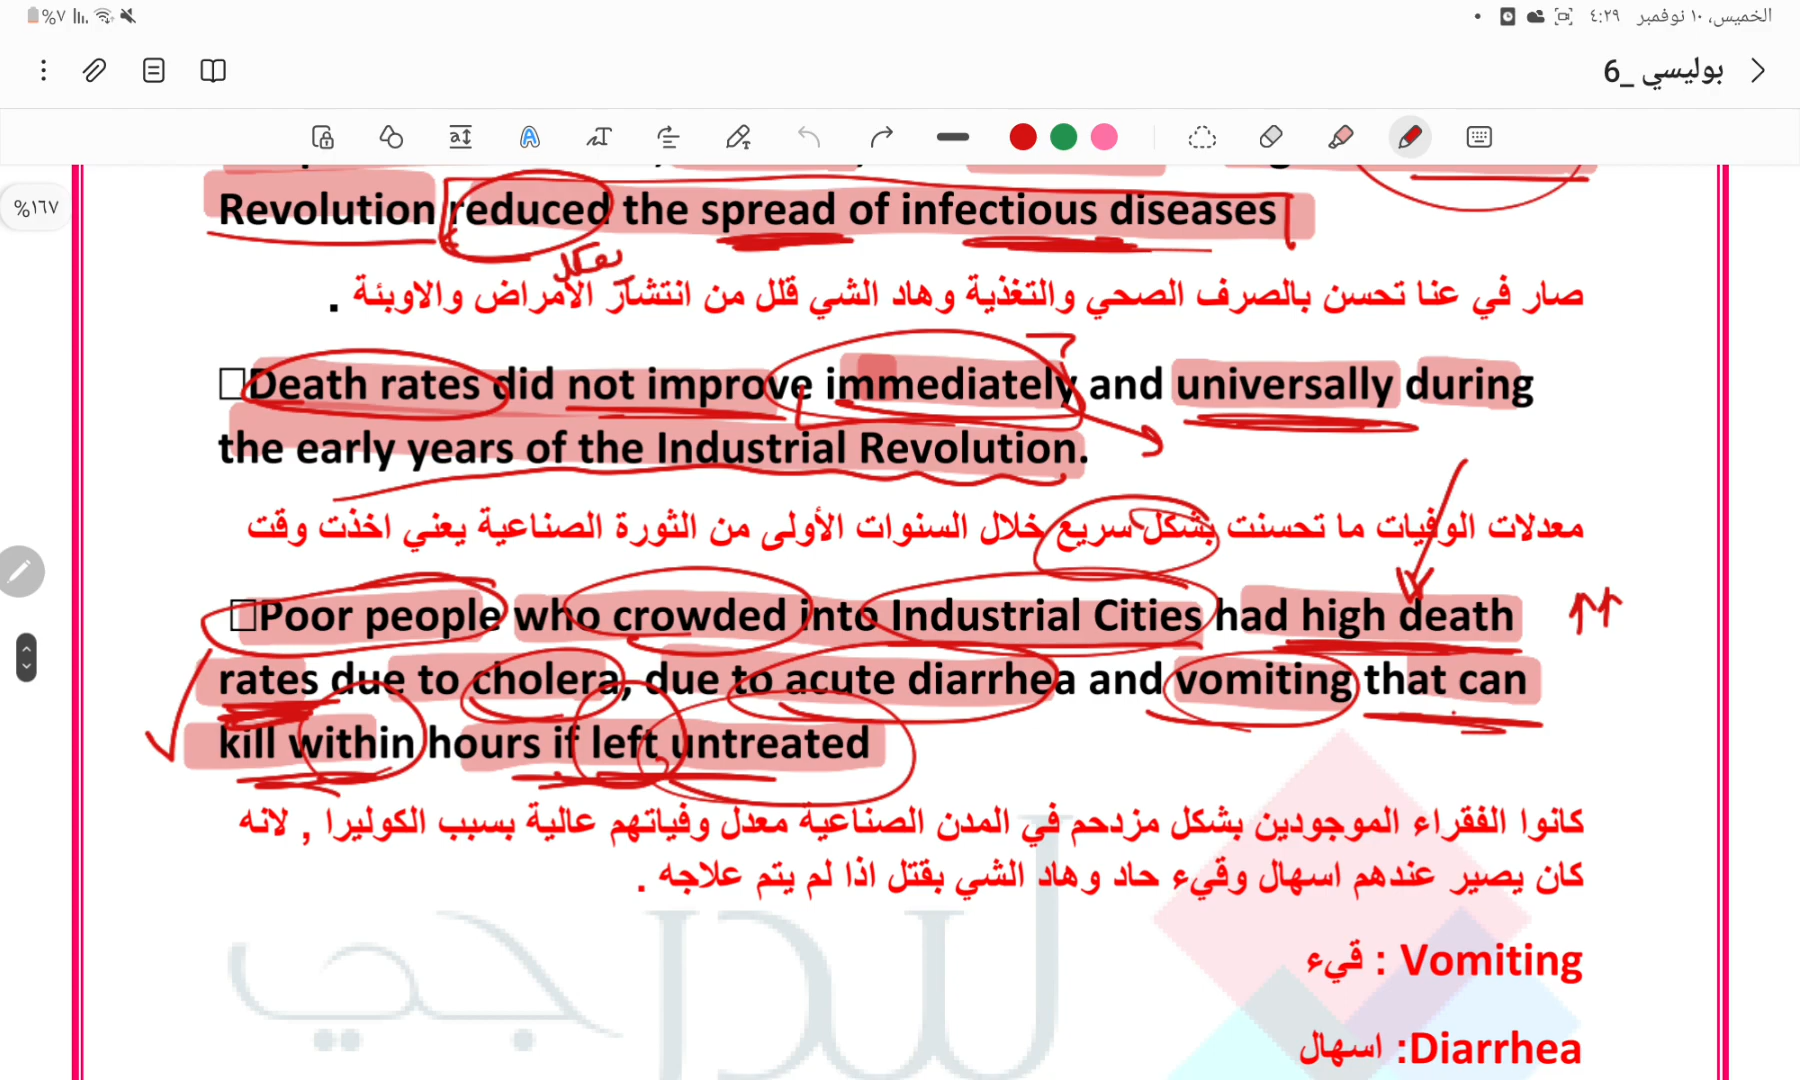 %٧
الخميس، ١٠ نوفمبر ٤:٢٩
بوليسي _6
%١٦٧
Revolution reduced the spread of infectious diseases
صار في عنا تحسن بالصرف الصحي والتغذية وهاد الشي قلل من انتشار الأمراض والاوبئة .
Death rates did not improve immediately and universally during
the early years of the Industrial Revolution.
معدلات الوفيات ما تحسنت بشكل سريع خلال السنوات الأولى من الثورة الصناعية يعني اخذت وقت
Poor people who crowded into Industrial Cities had high death
rates due to cholera, due to acute diarrhea and vomiting that can
kill within hours if left untreated
كانوا الفقراء الموجودين بشكل مزدحم في المدن الصناعية معدل وفياتهم عالية بسبب الكوليرا , لانه
كان يصير عندهم اسهال وقيء حاد وهاد الشي بقتل اذا لم يتم علاجه .
Vomiting : قيء
Diarrhea: اسهال